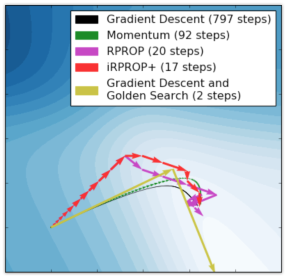 Gradient Descent (797 steps)
Momentum (92 steps)
RPROP (20 steps)
iRPROP+ (17 steps)
Gradient Descent and
Golden Search (2 steps)